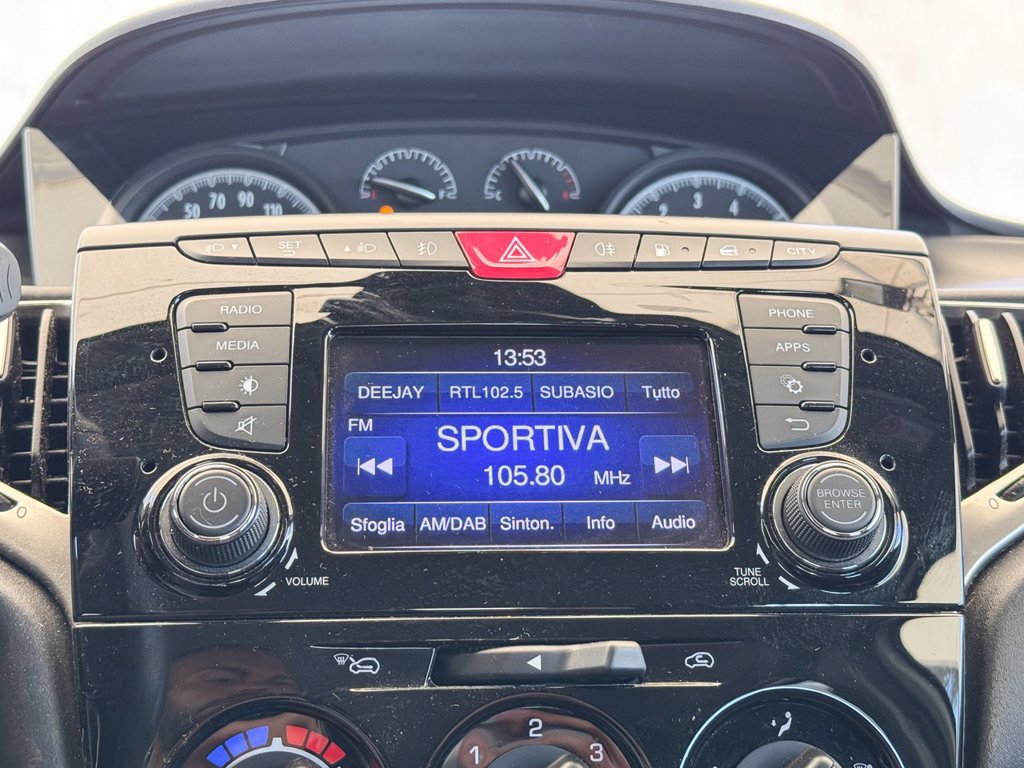 50 70 90 110
F
H
2 3 4
SET
CITY
RADIO
MEDIA
PHONE
APPS
13:53
DEEJAY RTL102.5 SUBASIO Tutto
FM
SPORTIVA
105.80 MHz
Sfoglia AM/DAB Sinton. Info Audio
VOLUME
BROWSE
ENTER
TUNE
SCROLL
1 2 3